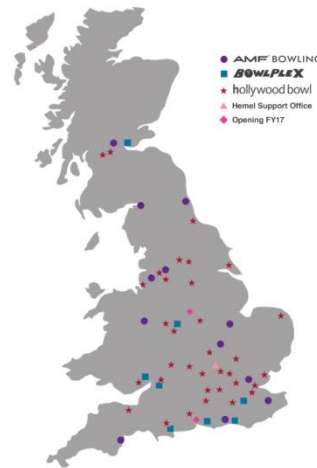 AMF BOWLING
BOWLPLEX
hollywood bowl
Hemel Support Office
Opening FY17